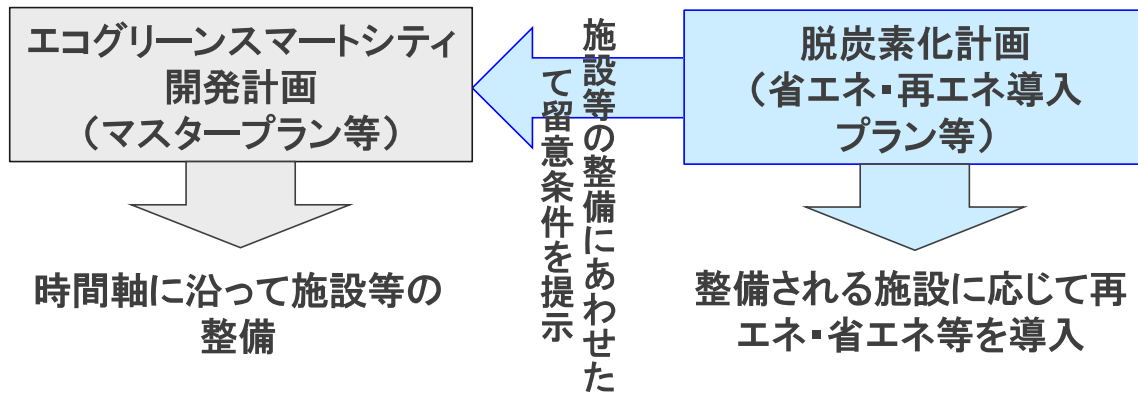 エコグリーンスマートシティ
開発計画
（マスタープラン等）
施設等の整備にあわせた
て留意条件を提示
脱炭素化計画
（省エネ・再エネ導入
プラン等）
時間軸に沿って施設等の
整備
整備される施設に応じて再
エネ・省エネ等を導入